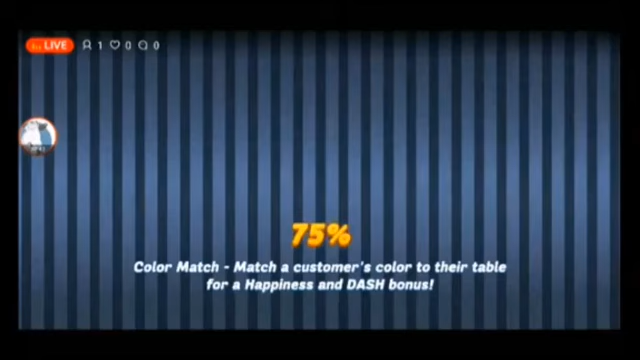 LIVE 1 0 0
75%
Color Match - Match a customer's color to their table
for a Happiness and DASH bonus!